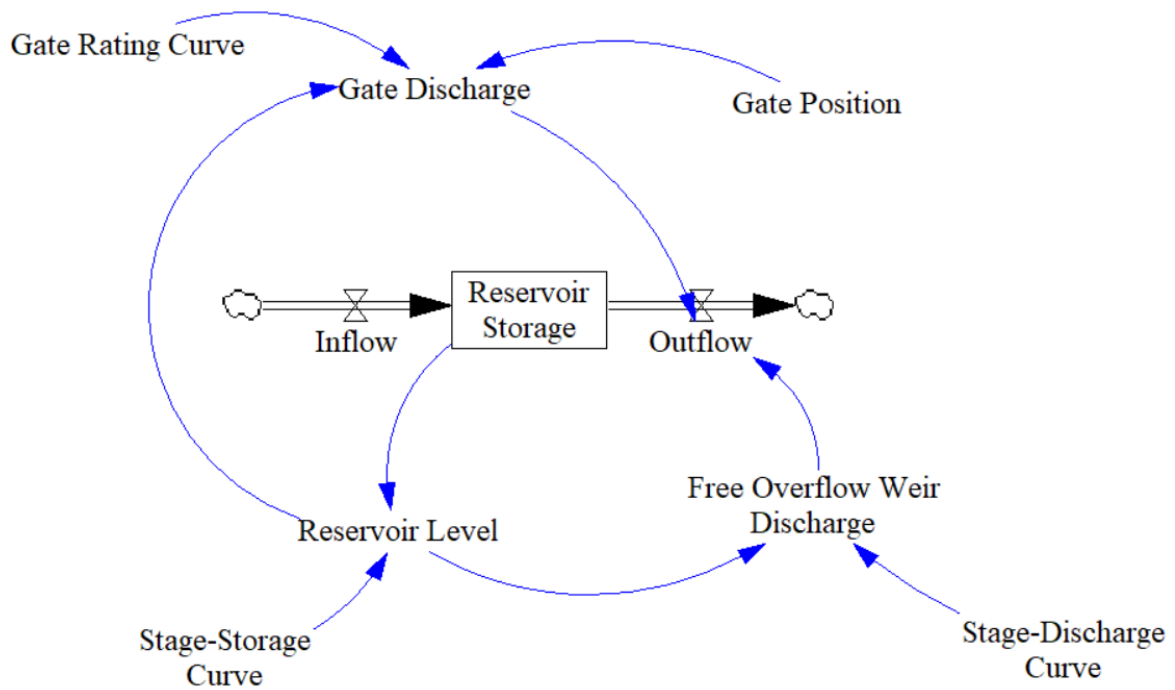 Gate Rating Curve
Gate Discharge
Gate Position
Reservoir
Storage
Inflow
Outflow
Free Overflow Weir
Discharge
Reservoir Level
Stage-Storage
Curve
Stage-Discharge
Curve